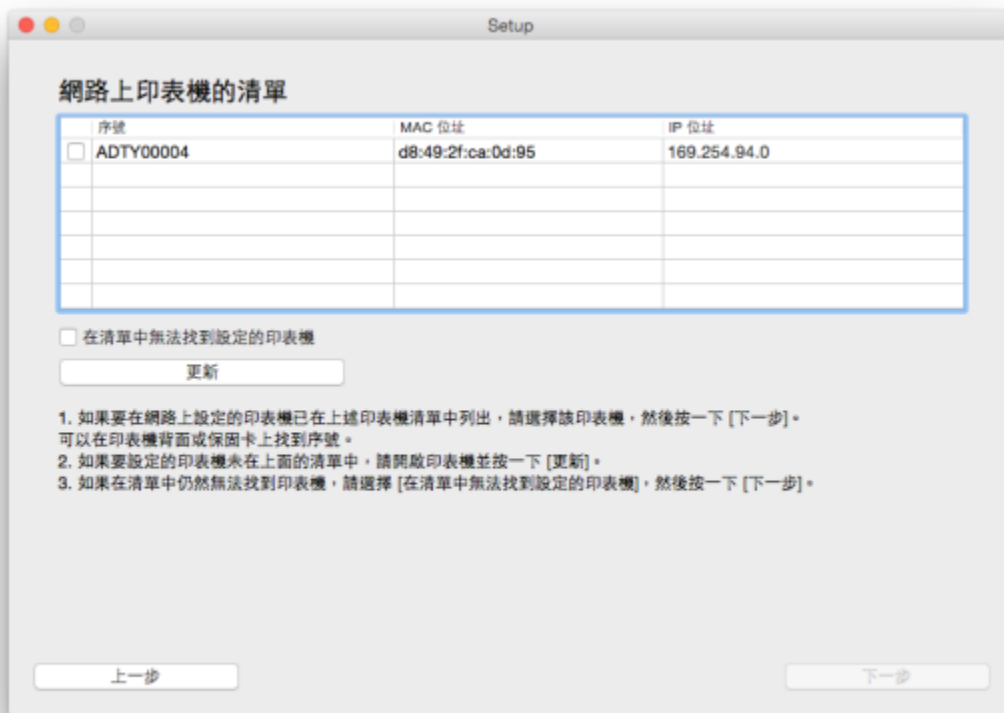 Setup
網路上印表機的清單
序號 MAC 位址 IP 位址
ADTY00004 d8:49:2f:ca:0d:95 169.254.94.0
在清單中無法找到設定的印表機
更新
1. 如果要在網路上設定的印表機已在上述印表機清單中列出，請選擇該印表機，然後按一下 [下一步]。
可以在印表機背面或保固卡上找到序號。
2. 如果要設定的印表機未在上面的清單中，請開啟印表機並按一下 [更新]。
3. 如果在清單中仍然無法找到印表機，請選擇 [在清單中無法找到設定的印表機]，然後按一下 [下一步]。
上一步 下一步